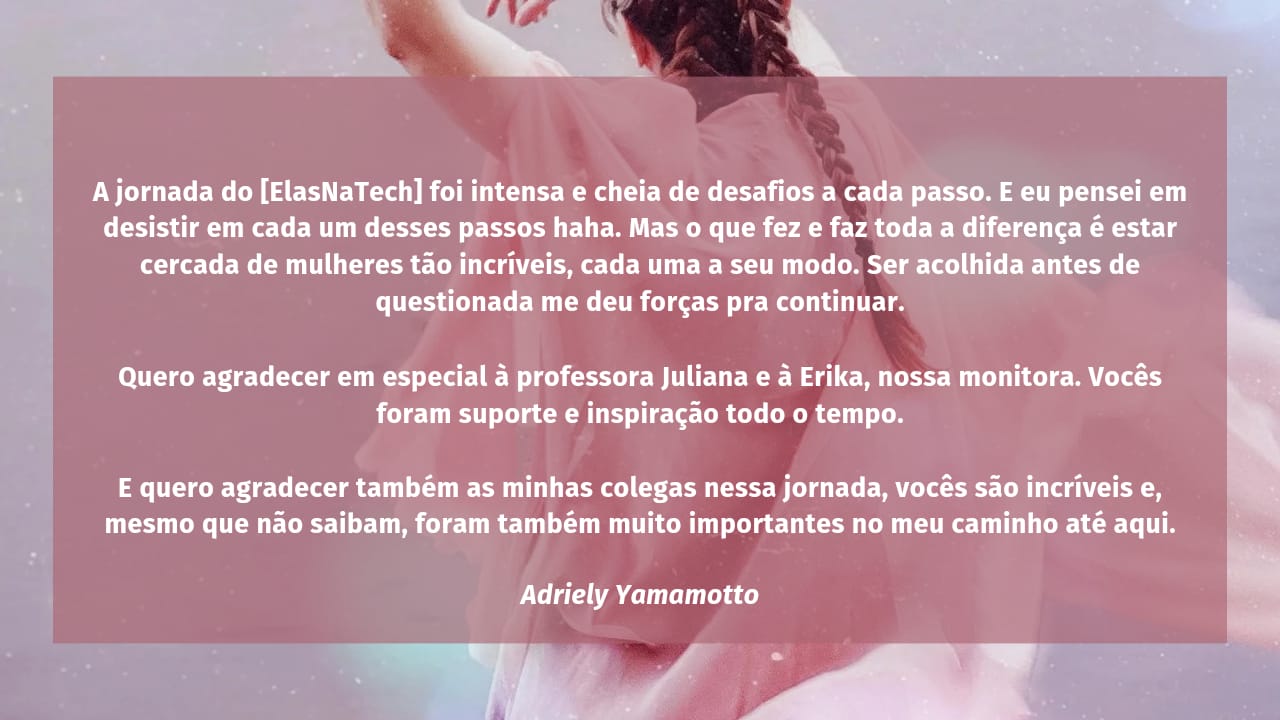 A jornada do [ElasNaTech] foi intensa e cheia de desafios a cada passo. E eu pensei em
desistir em cada um desses passos haha. Mas o que fez e faz toda a diferença é estar
cercada de mulheres tão incríveis, cada uma a seu modo. Ser acolhida antes de
questionada me deu forças pra continuar.
Quero agradecer em especial à professora Juliana e à Erika, nossa monitora. Vocês
foram suporte e inspiração todo o tempo.
E quero agradecer também as minhas colegas nessa jornada, vocês são incríveis e,
mesmo que não saibam, foram também muito importantes no meu caminho até aqui.
Adriely Yamamotto